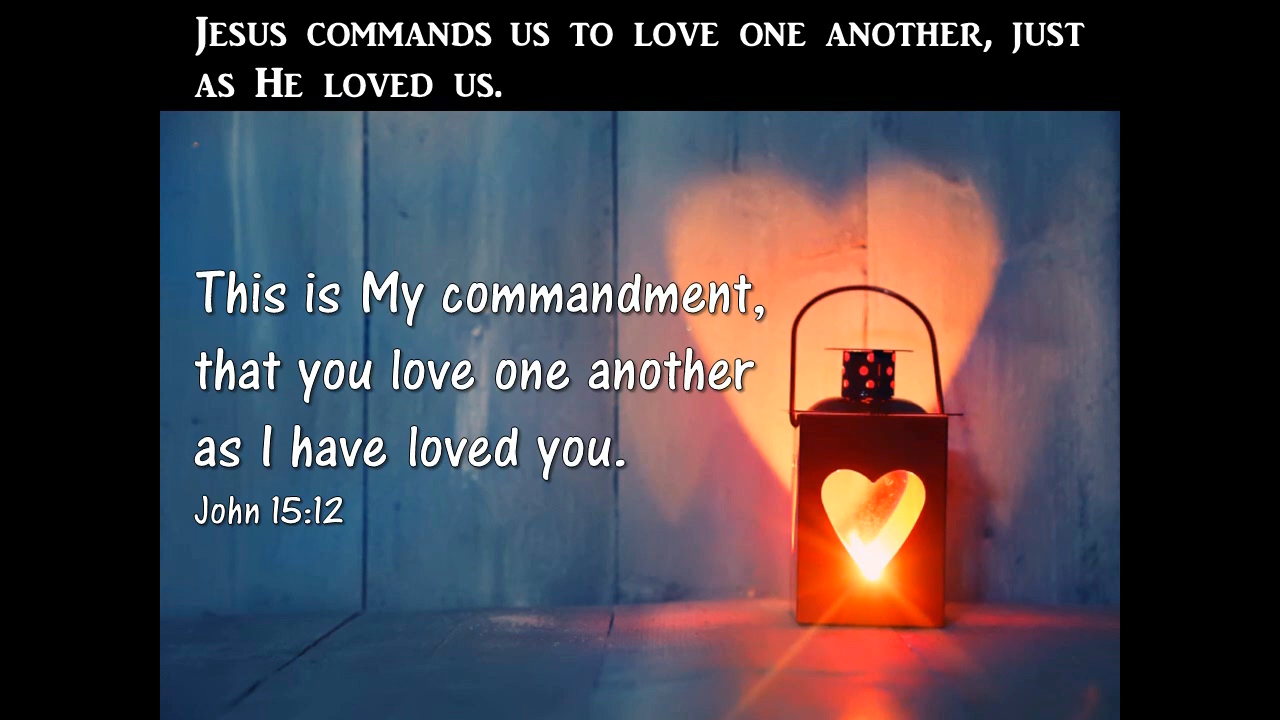 Jesus commands us to love one another, just
as He loved us.
This is My commandment,
that you love one another
as I have loved you.
John 15:12